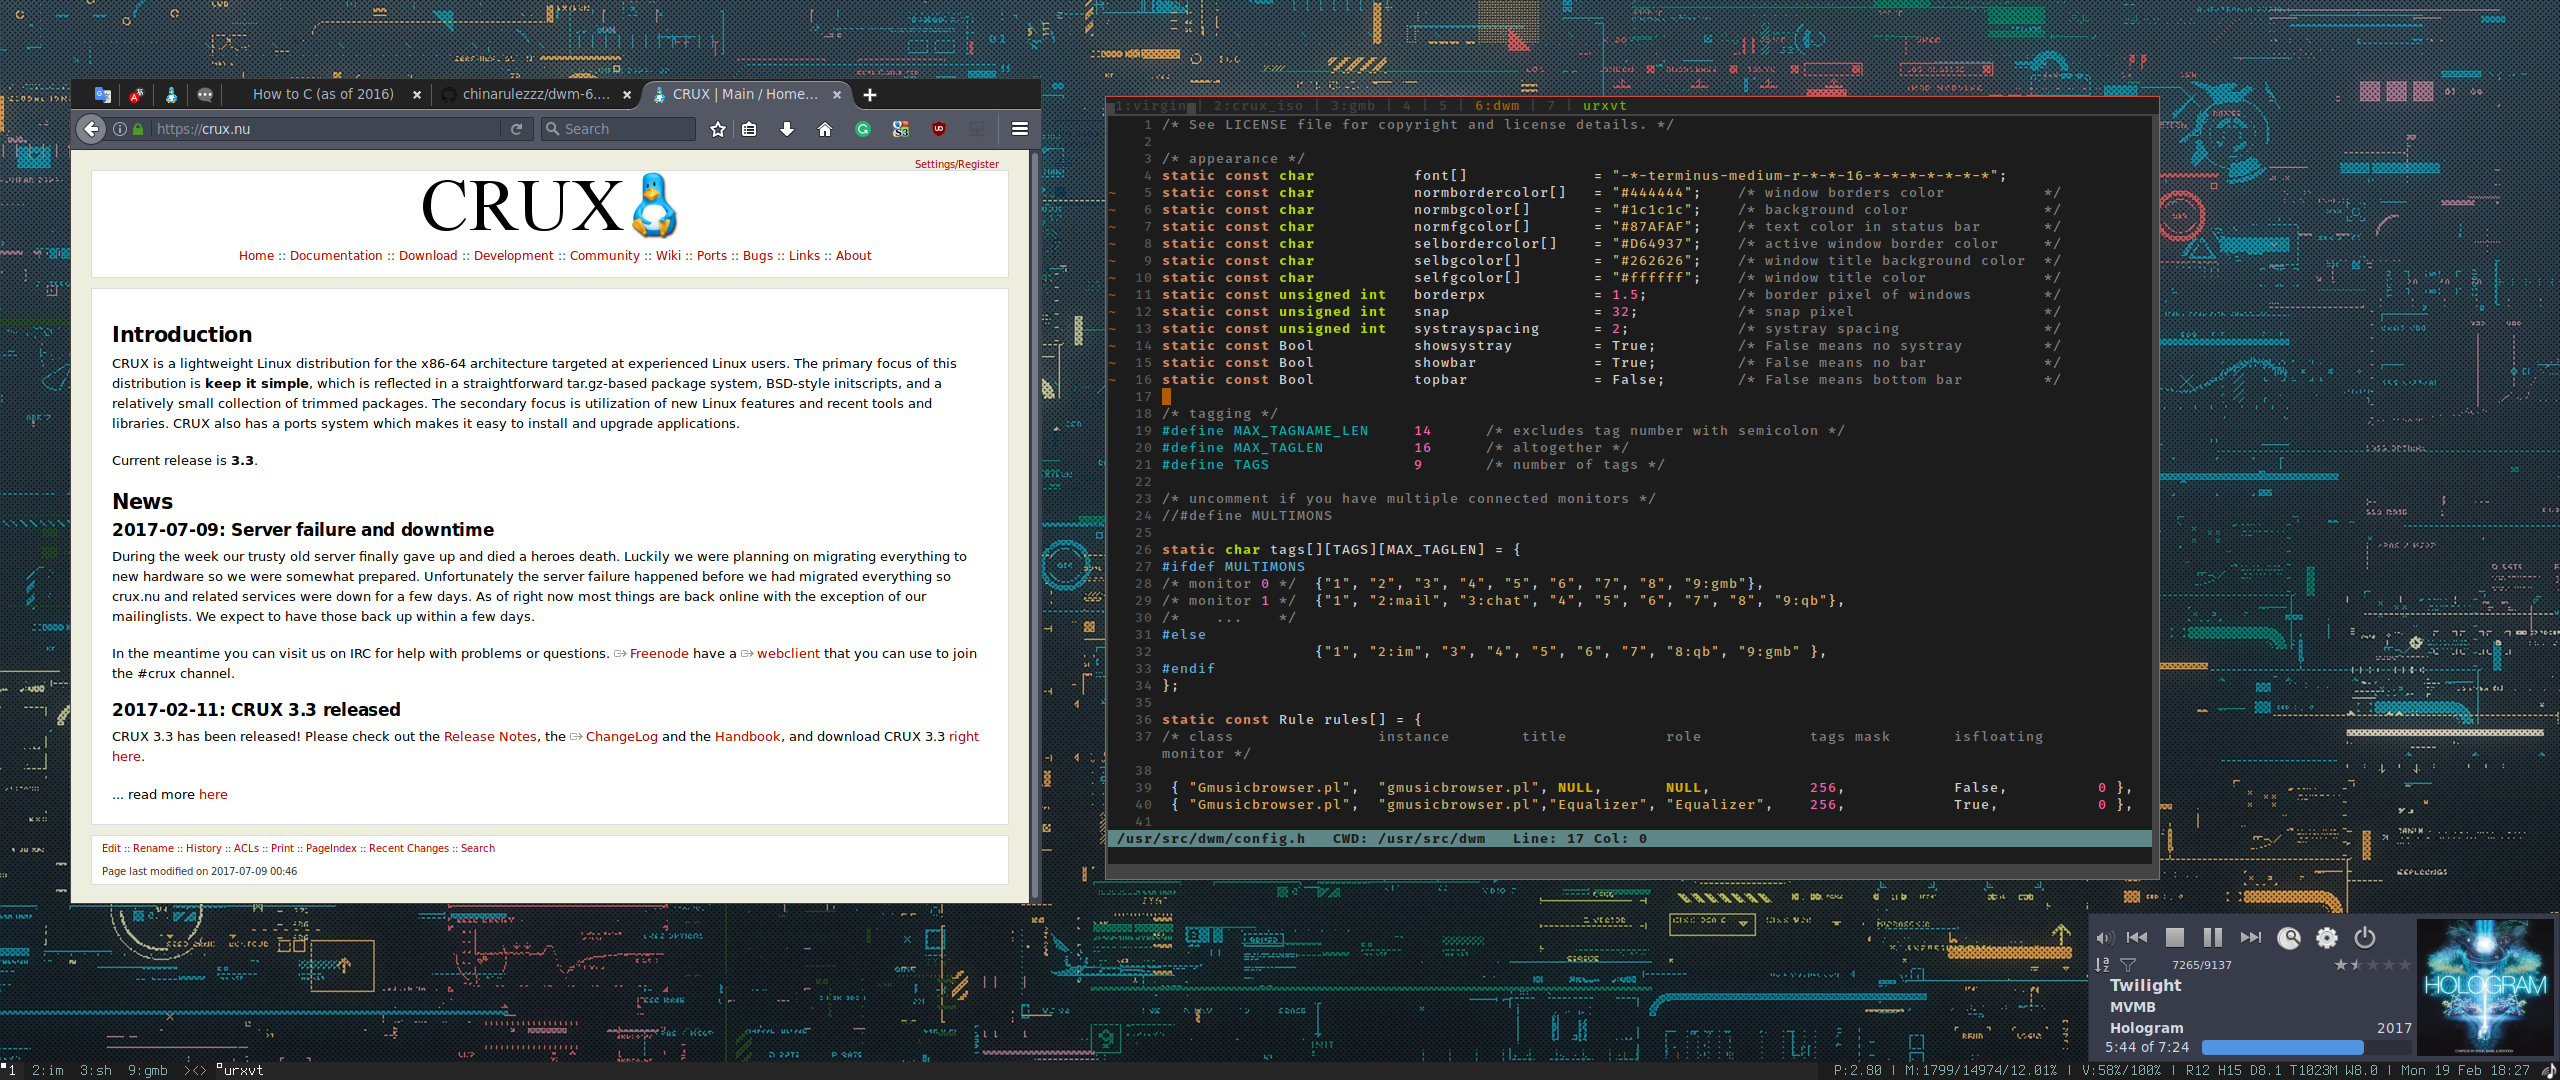 How to C (as of 2016)
chinarulezzz/dwm-6....
CRUX | Main / Home...
https://crux.nu
Search
Settings/Register
CRUX
Home :: Documentation :: Download :: Development :: Community :: Wiki :: Ports :: Bugs :: Links :: About
Introduction
CRUX is a lightweight Linux distribution for the x86-64 architecture targeted at experienced Linux users. The primary focus of this
distribution is keep it simple, which is reflected in a straightforward tar.gz-based package system, BSD-style initscripts, and a
relatively small collection of trimmed packages. The secondary focus is utilization of new Linux features and recent tools and
libraries. CRUX also has a ports system which makes it easy to install and upgrade applications.
Current release is 3.3.
News
2017-07-09: Server failure and downtime
During the week our trusty old server finally gave up and died a heroes death. Luckily we were planning on migrating everything to
new hardware so we were somewhat prepared. Unfortunately the server failure happened before we had migrated everything so
crux.nu and related services were down for a few days. As of right now most things are back online with the exception of our
mailinglists. We expect to have those back up within a few days.
In the meantime you can visit us on IRC for help with problems or questions. Freenode have a webclient that you can use to join
the #crux channel.
2017-02-11: CRUX 3.3 released
CRUX 3.3 has been released! Please check out the Release Notes, the ChangeLog and the Handbook, and download CRUX 3.3 right
here.
... read more here
Edit :: Rename :: History :: ACLs :: Print :: PageIndex :: Recent Changes :: Search
Page last modified on 2017-07-09 00:46
1:virgin | 2:crux_iso | 3:gmb | 4 | 5 | 6:dwm | 7 | urxvt
1 /* See LICENSE file for copyright and license details. */
2
3 /* appearance */
4 static const char font[] = "-*-terminus-medium-r-*-*-16-*-*-*-*-*-*-*";
~ 5 static const char normbordercolor[] = "#444444"; /* window borders color */
~ 6 static const char normbgcolor[] = "#1c1c1c"; /* background color */
~ 7 static const char normfgcolor[] = "#87AFAF"; /* text color in status bar */
~ 8 static const char selbordercolor[] = "#D64937"; /* active window border color */
~ 9 static const char selbgcolor[] = "#262626"; /* window title background color */
~ 10 static const char selfgcolor[] = "#ffffff"; /* window title color */
~ 11 static const unsigned int borderpx = 1.5; /* border pixel of windows */
~ 12 static const unsigned int snap = 32; /* snap pixel */
~ 13 static const unsigned int systrayspacing = 2; /* systray spacing */
~ 14 static const Bool showsystray = True; /* False means no systray */
~ 15 static const Bool showbar = True; /* False means no bar */
~ 16 static const Bool topbar = False; /* False means bottom bar */
17
18 /* tagging */
19 #define MAX_TAGNAME_LEN 14 /* excludes tag number with semicolon */
20 #define MAX_TAGLEN 16 /* altogether */
21 #define TAGS 9 /* number of tags */
22
23 /* uncomment if you have multiple connected monitors */
24 //#define MULTIMONS
25
26 static char tags[][TAGS][MAX_TAGLEN] = {
27 #ifdef MULTIMONS
28 /* monitor 0 */ {"1", "2", "3", "4", "5", "6", "7", "8", "9:gmb"},
29 /* monitor 1 */ {"1", "2:mail", "3:chat", "4", "5", "6", "7", "8", "9:qb"},
30 /* ... */
31 #else
32 {"1", "2:im", "3", "4", "5", "6", "7", "8:qb", "9:gmb" },
33 #endif
34 };
35
36 static const Rule rules[] = {
37 /* class instance title role tags mask isfloating
monitor */
38
39 { "Gmusicbrowser.pl", "gmusicbrowser.pl", NULL, NULL, 256, False, 0 },
40 { "Gmusicbrowser.pl", "gmusicbrowser.pl","Equalizer", "Equalizer", 256, True, 0 },
41
/usr/src/dwm/config.h CWD: /usr/src/dwm Line: 17 Col: 0
7265/9137
Twilight
MVMB
Hologram 2017
5:44 of 7:24
HOLOGRAM
1 2:im 3:sh 9:gmb ><> urxvt
P:2.80 | M:1799/14974/12.01% | V:58%/100% | R12 H15 D8.1 T1023M W8.0 | Mon 19 Feb 18:27